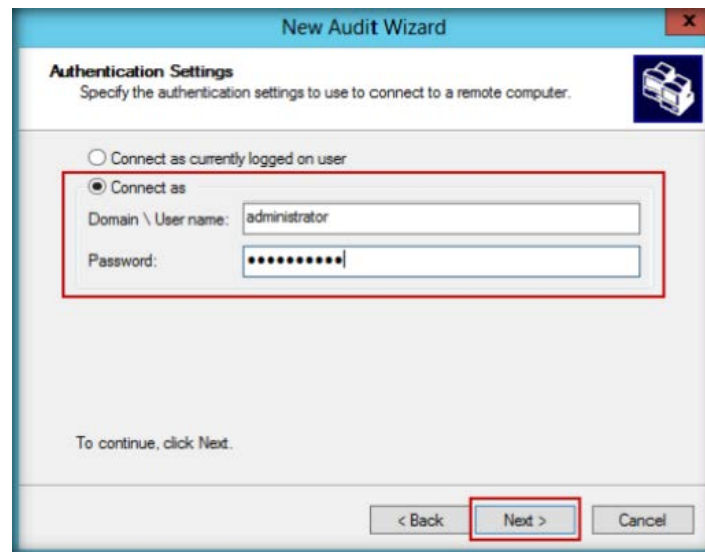 New Audit Wizard
x
Authentication Settings
Specify the authentication settings to use to connect to a remote computer.
Connect as currently logged on user
Connect as
Domain \ User name: administrator
Password: ●●●●●●●●●●
To continue, click Next.
< Back Next > Cancel